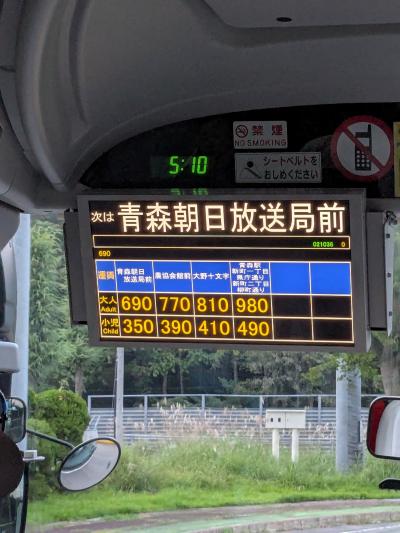 禁煙
NO SMOKING
シートベルトを
おしめください
5:10
次は 青森朝日放送局前
021036 0
690
運賃 青森朝日放送局前 農協会館前 大野十文字 青森駅 新町一丁目 県庁通り 新町二丁目 柳町通り
大人 Adult 690 770 810 980
小児 Child 350 390 410 490